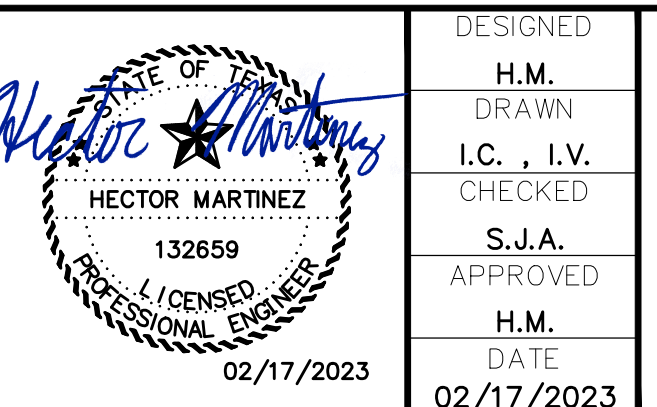 STATE OF TEXAS
Hector Martinez
HECTOR MARTINEZ
132659
LICENSED
PROFESSIONAL ENGINEER
02/17/2023
DESIGNED
H.M.
DRAWN
I.C. , I.V.
CHECKED
S.J.A.
APPROVED
H.M.
DATE
02/17/2023